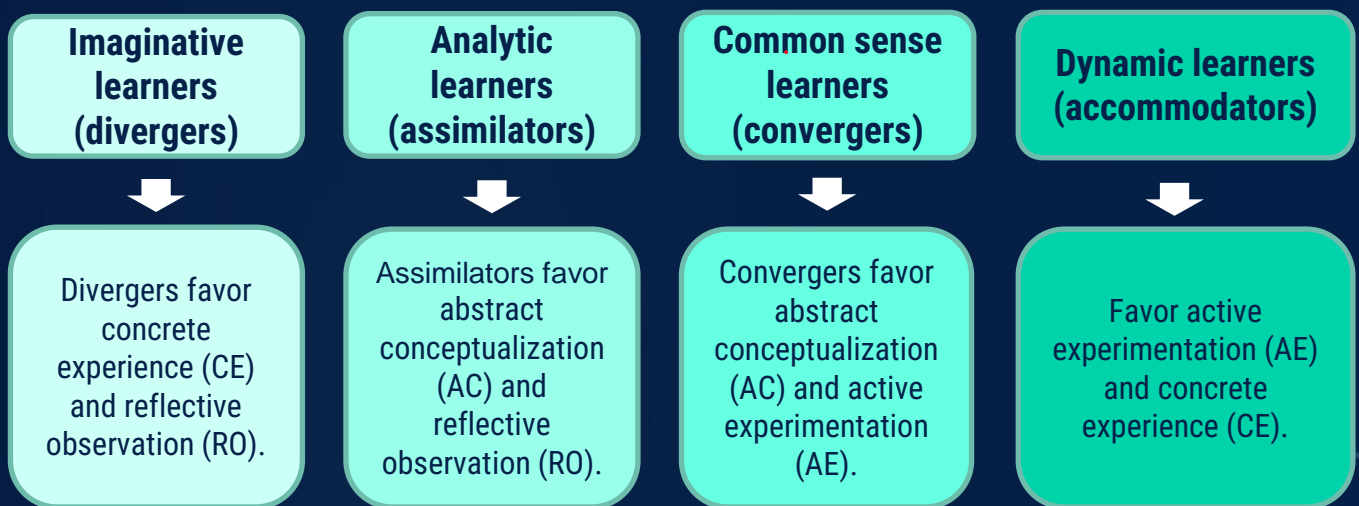 Imaginative
learners
(divergers)
Analytic
learners
(assimilators)
Common sense
learners
(convergers)
Dynamic learners
(accommodators)
Divergers favor
concrete
experience (CE)
and reflective
observation (RO).
Assimilators favor
abstract
conceptualization
(AC) and
reflective
observation (RO).
Convergers favor
abstract
conceptualization
(AC) and active
experimentation
(AE).
Favor active
experimentation (AE)
and concrete
experience (CE).